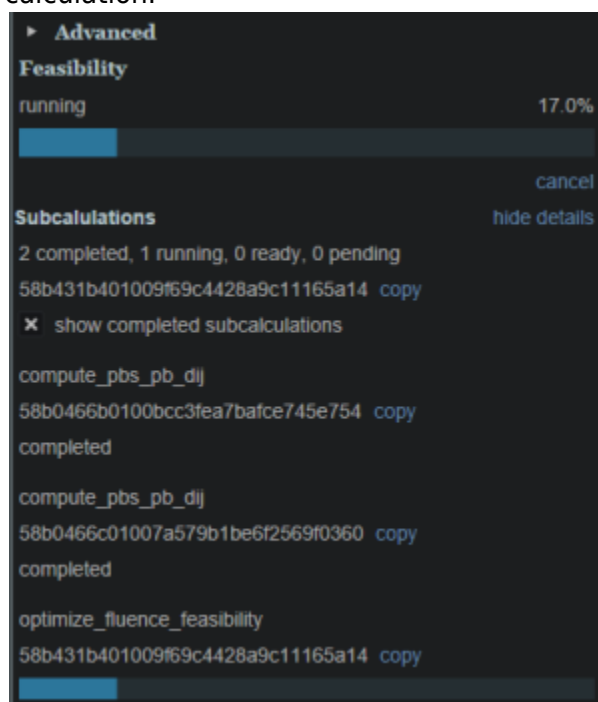 calculation.
▸ Advanced
Feasibility
running 17.0%
cancel
Subcalulations hide details
2 completed, 1 running, 0 ready, 0 pending
58b431b401009f69c4428a9c11165a14 copy
x show completed subcalculations
compute_pbs_pb_dij
58b0466b0100bcc3fea7bafce745e754 copy
completed
compute_pbs_pb_dij
58b0466c01007a579b1be6f2569f0360 copy
completed
optimize_fluence_feasibility
58b431b401009f69c4428a9c11165a14 copy